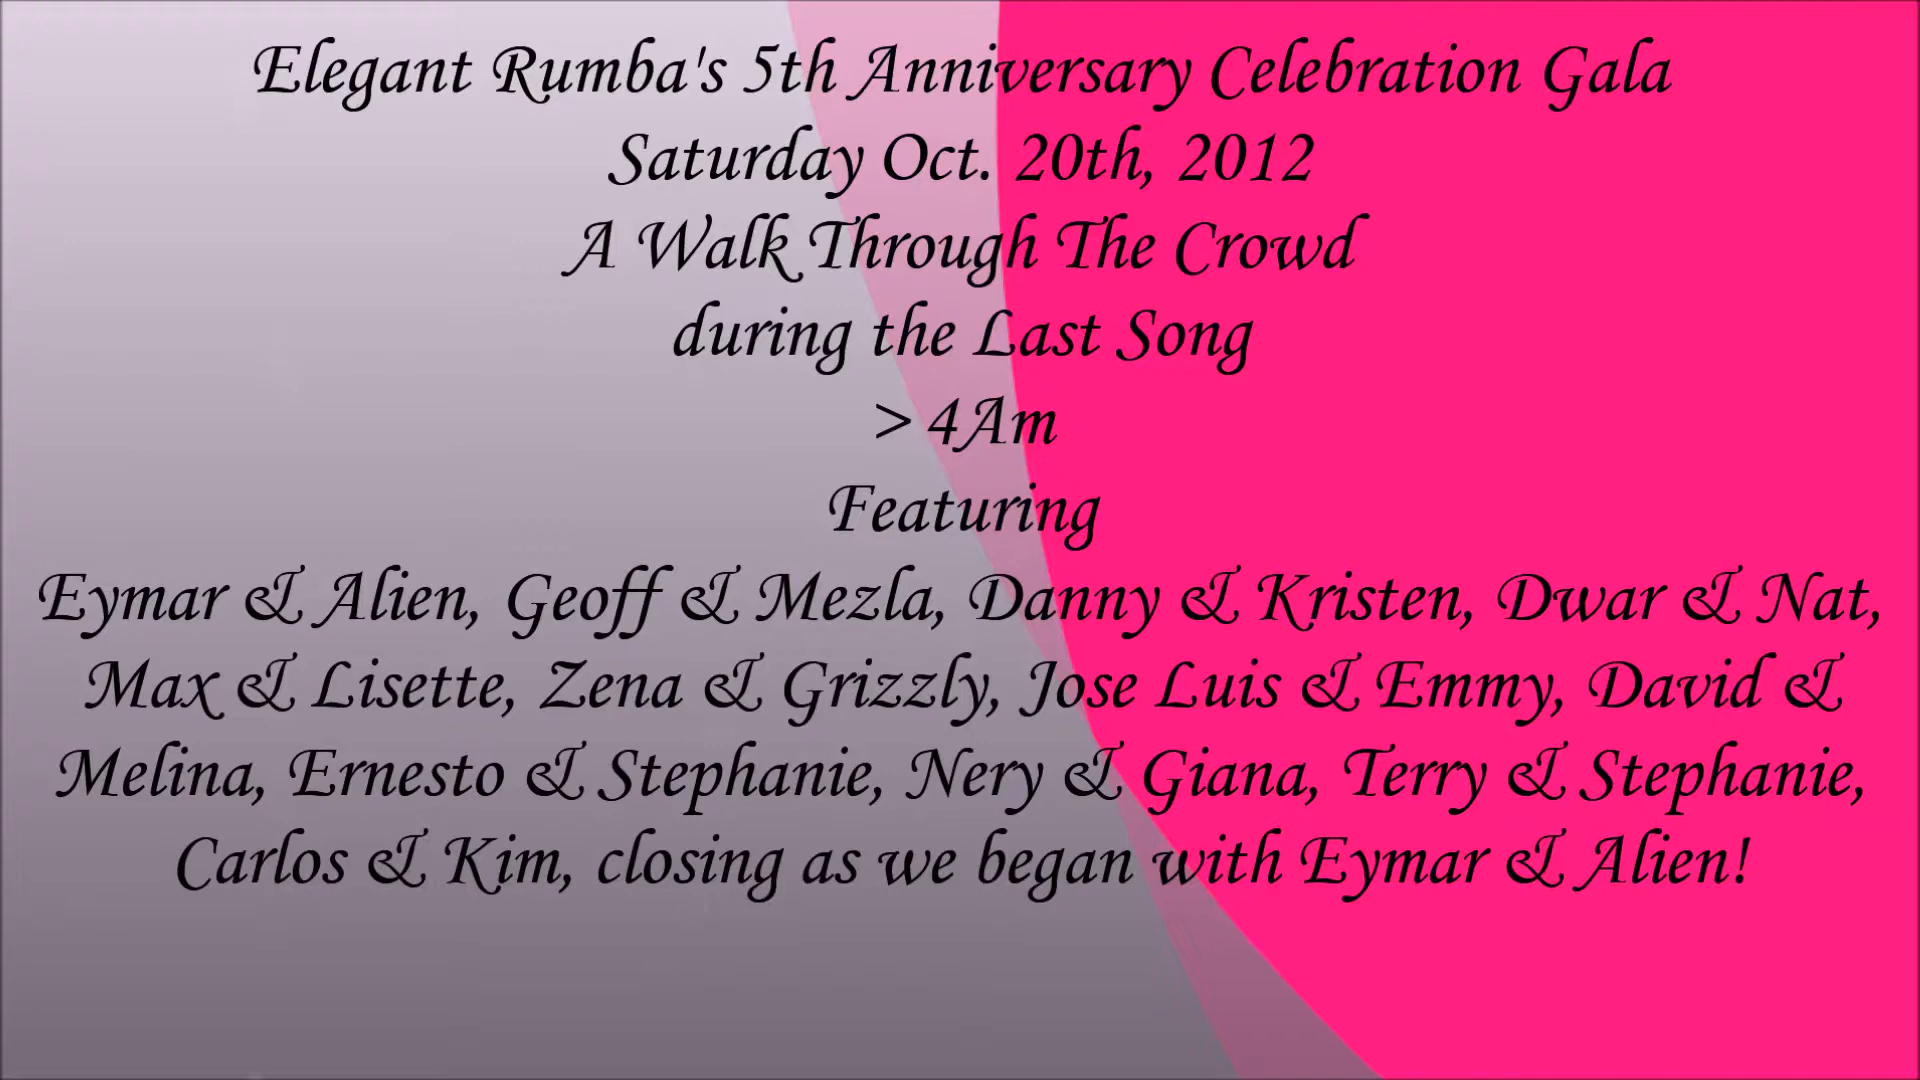 Elegant Rumba's 5th Anniversary Celebration Gala
Saturday Oct. 20th, 2012
A Walk Through The Crowd
during the Last Song
> 4Am
Featuring
Eymar & Alien, Geoff & Mezla, Danny & Kristen, Dwar & Nat,
Max & Lisette, Zena & Grizzly, Jose Luis & Emmy, David &
Melina, Ernesto & Stephanie, Nery & Giana, Terry & Stephanie,
Carlos & Kim, closing as we began with Eymar & Alien!